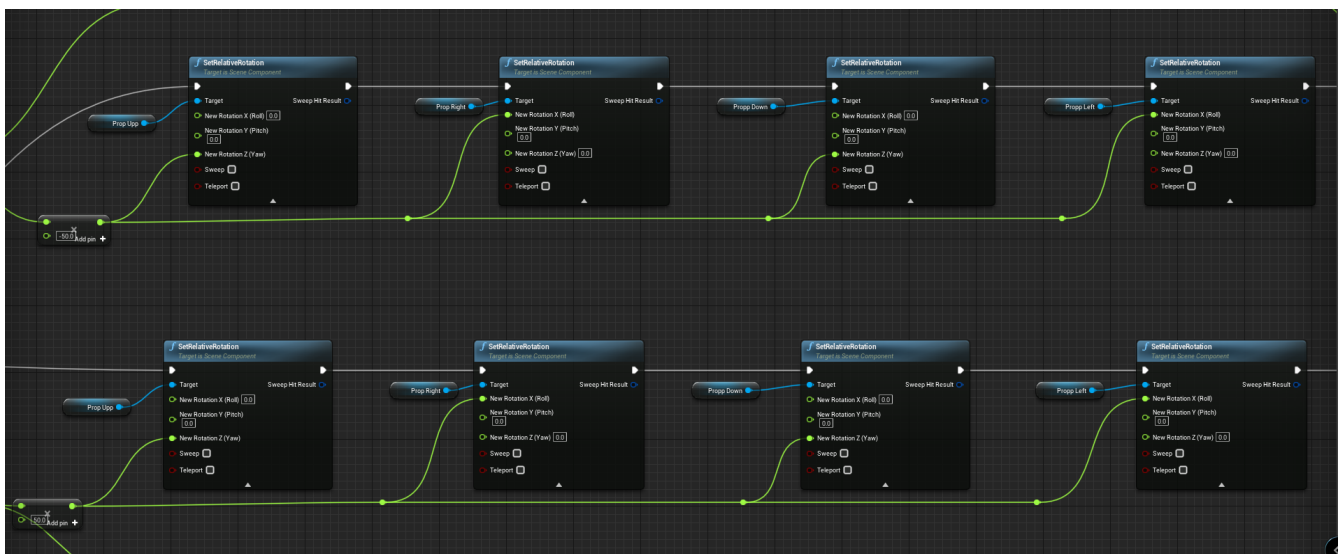 SetRelativeRotation
Target is Scene Component
Target
Sweep Hit Result
New Rotation X (Roll) 0.0
New Rotation Y (Pitch)
0.0
New Rotation Z (Yaw)
Sweep
Teleport
Prop Upp
SetRelativeRotation
Target is Scene Component
Target
Sweep Hit Result
New Rotation X (Roll)
New Rotation Y (Pitch)
0.0
New Rotation Z (Yaw) 0.0
Sweep
Teleport
Prop Right
SetRelativeRotation
Target is Scene Component
Target
Sweep Hit Result
New Rotation X (Roll) 0.0
New Rotation Y (Pitch)
0.0
New Rotation Z (Yaw)
Sweep
Teleport
Propp Down
SetRelativeRotation
Target is Scene Component
Target
Sweep Hit Result
New Rotation X (Roll)
New Rotation Y (Pitch)
0.0
New Rotation Z (Yaw) 0.0
Sweep
Teleport
Propp Left
-50.0
Add pin +
SetRelativeRotation
Target is Scene Component
Target
Sweep Hit Result
New Rotation X (Roll) 0.0
New Rotation Y (Pitch)
0.0
New Rotation Z (Yaw)
Sweep
Teleport
Prop Upp
SetRelativeRotation
Target is Scene Component
Target
Sweep Hit Result
New Rotation X (Roll)
New Rotation Y (Pitch)
0.0
New Rotation Z (Yaw) 0.0
Sweep
Teleport
Prop Right
SetRelativeRotation
Target is Scene Component
Target
Sweep Hit Result
New Rotation X (Roll) 0.0
New Rotation Y (Pitch)
0.0
New Rotation Z (Yaw)
Sweep
Teleport
Propp Down
SetRelativeRotation
Target is Scene Component
Target
Sweep Hit Result
New Rotation X (Roll)
New Rotation Y (Pitch)
0.0
New Rotation Z (Yaw) 0.0
Sweep
Teleport
Propp Left
50.0
Add pin +